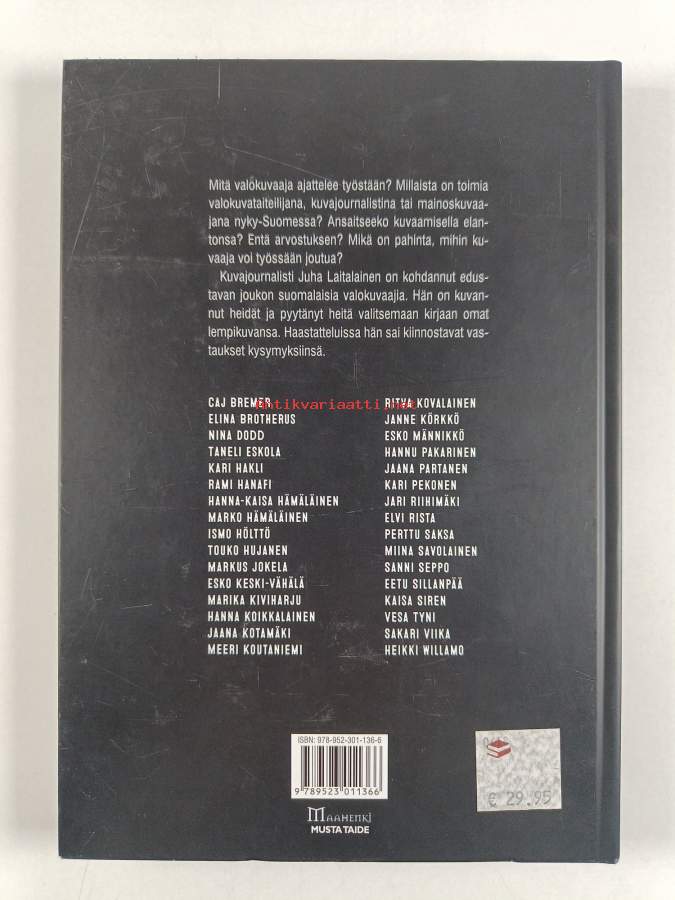 Mitä valokuvaaja ajattelee työstään? Millaista on toimia
valokuvataiteilijana, kuvajournalistina tai mainoskuvaa-
jana nyky-Suomessa? Ansaitseeko kuvaamisella elan-
tonsa? Entä arvostuksen? Mikä on pahinta, mihin ku-
vaaja voi työssään joutua?
Kuvajournalisti Juha Laitalainen on kohdannut edus-
tavan joukon suomalaisia valokuvaajia. Hän on kuvan-
nut heidät ja pyytänyt heitä valitsemaan kirjaan omat
lempikuvansa. Haastatteluissa hän sai kiinnostavat vas-
taukset kysymyksiinsä.
CAJ BREMER
ELINA BROTHERUS
NINA DODD
TANELI ESKOLA
KARI HAKLI
RAMI HANAFI
HANNA-KAISA HÄMÄLÄINEN
MARKO HÄMÄLÄINEN
ISMO HÖLTTÖ
TOUKO HUJANEN
MARKUS JOKELA
ESKO KESKI-VÄHÄLÄ
MARIKA KIVIHARJU
HANNA KOIKKALAINEN
JAANA KOTAMÄKI
MEERI KOUTANIEMI
RITVA KOVALAINEN
JANNE KÖRKKÖ
ESKO MÄNNIKKÖ
HANNU PAKARINEN
JAANA PARTANEN
KARI PEKONEN
JARI RIIHIMÄKI
ELVI RISTA
PERTTU SAKSA
MIINA SAVOLAINEN
SANNI SEPPO
EETU SILLANPÄÄ
KAISA SIREN
VESA TYNI
SAKARI VIIKA
HEIKKI WILLAMO
Antikvariaatti.net
ISBN: 978-952-301-136-6
9 789523 011366
€ 29.95
MAAHENKI
MUSTA TAIDE